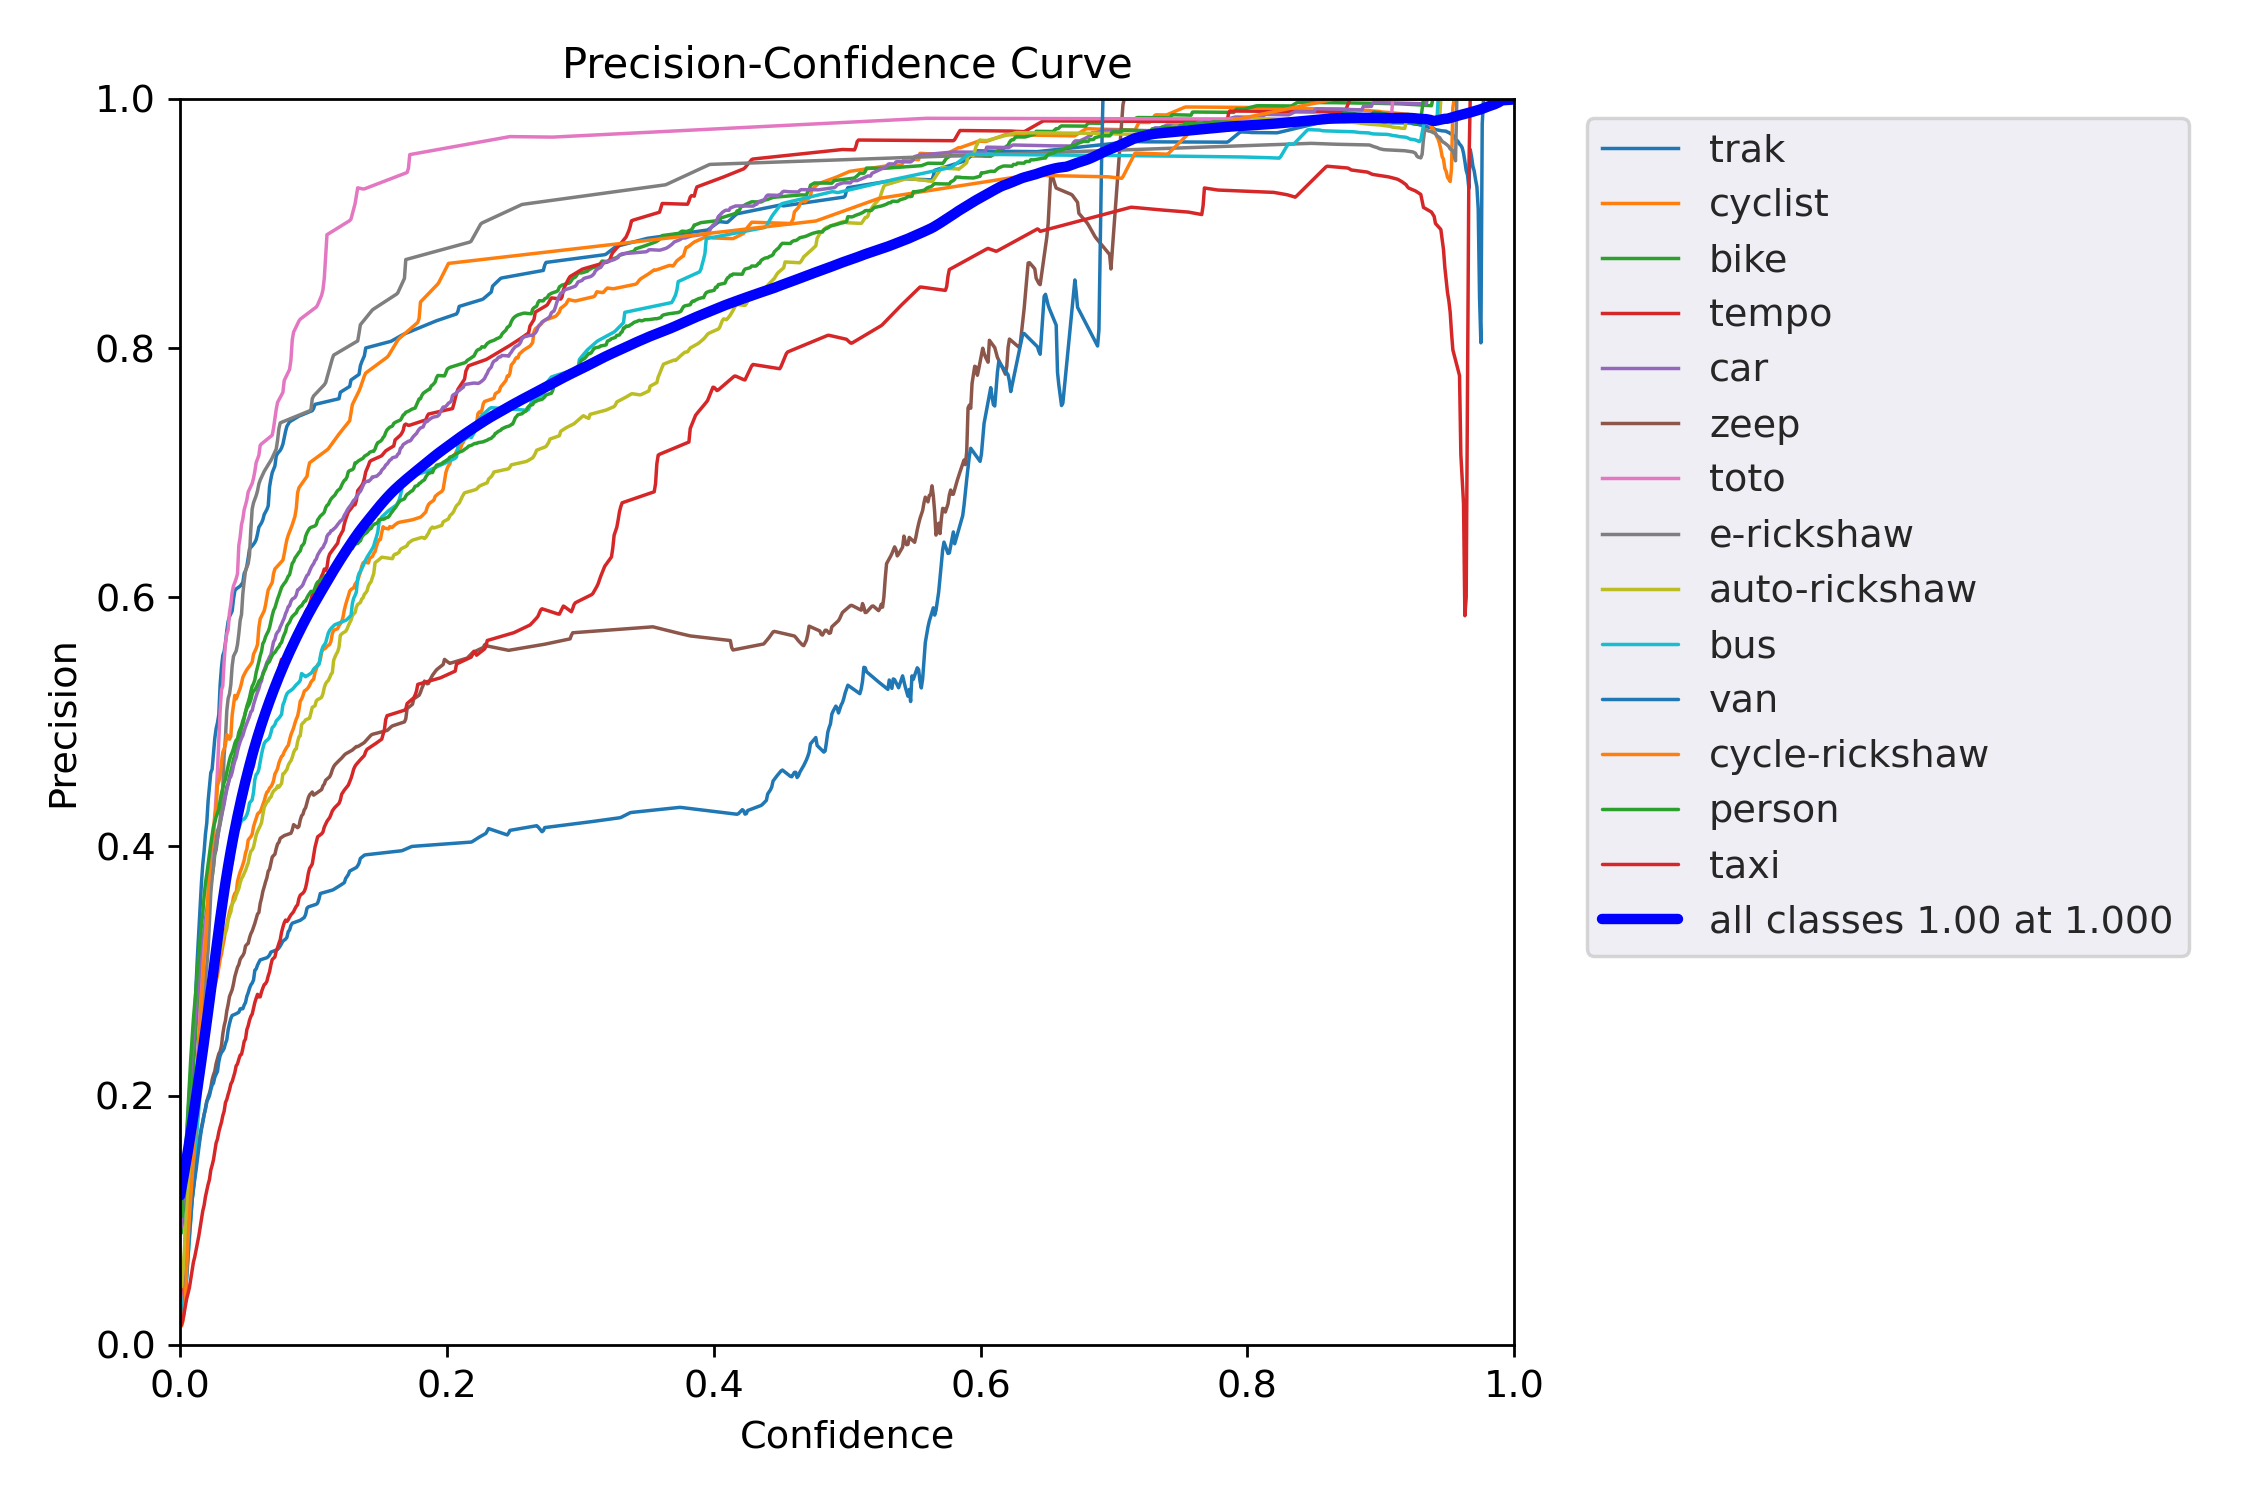 Precision-Confidence Curve
1.0
0.8
0.6
0.4
0.2
0.0
Precision
0.0 0.2 0.4 0.6 0.8 1.0
Confidence
trak
cyclist
bike
tempo
car
zeep
toto
e-rickshaw
auto-rickshaw
bus
van
cycle-rickshaw
person
taxi
all classes 1.00 at 1.000